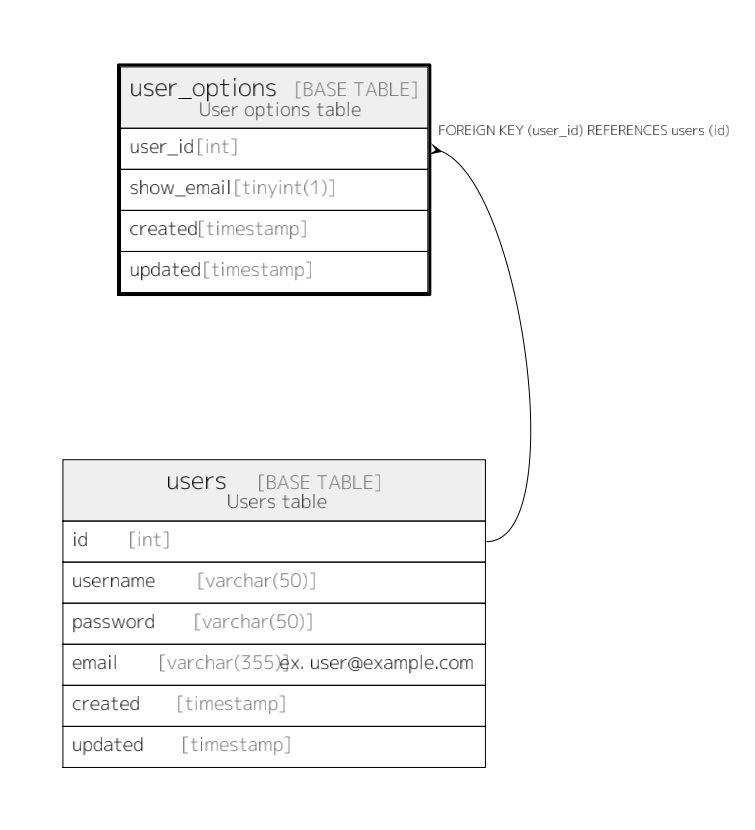 user_options [BASE TABLE]
User options table
FOREIGN KEY (user_id) REFERENCES users (id)
user_id[int]
show_email[tinyint(1)]
created[timestamp]
updated[timestamp]
users [BASE TABLE]
Users table
id [int]
username [varchar(50)]
password [varchar(50)]
email [varchar(355)]ex. user@example.com
created [timestamp]
updated [timestamp]